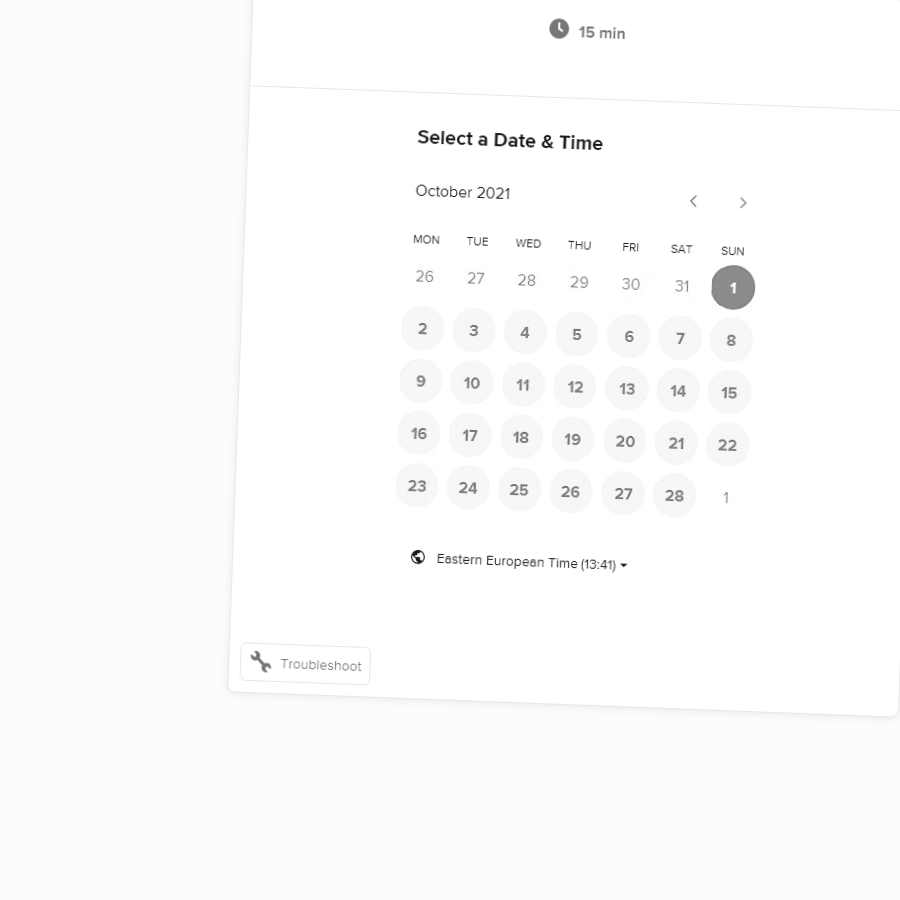 15 min
Select a Date & Time
October 2021
MON TUE WED THU FRI SAT SUN
26 27 28 29 30 31 1
2 3 4 5 6 7 8
9 10 11 12 13 14 15
16 17 18 19 20 21 22
23 24 25 26 27 28 1
Eastern European Time (13:41)
Troubleshoot